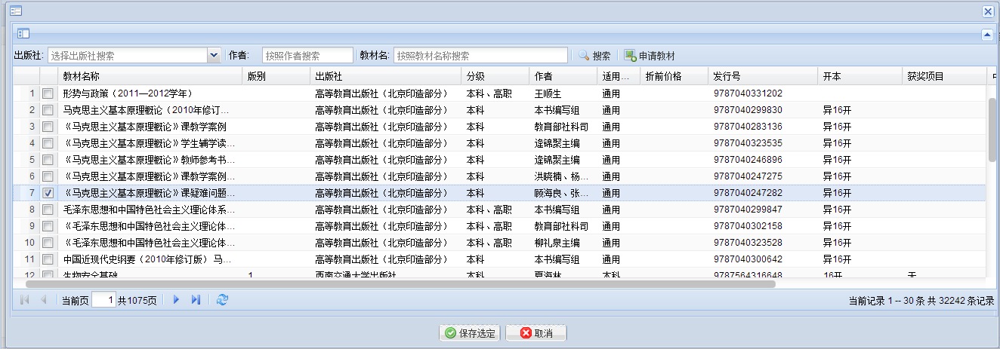 出版社: 选择出版社搜索 作者: 按照作者搜索 教材名: 按照教材名称搜索 搜索 申请教材
教材名称 版别 出版社 分级 作者 适用... 折前价格 发行号 开本 获奖项目
1 形势与政策（2011—2012学年） 高等教育出版社（北京印造部分） 本科、高职 王顺生 通用 9787040331202
2 马克思主义基本原理概论（2010年修订... 高等教育出版社（北京印造部分） 本科 本书编写组 通用 9787040299830 异16开
3 《马克思主义基本原理概论》课教学案例 高等教育出版社（北京印造部分） 本科 教育部社科司 通用 9787040283136 异16开
4 《马克思主义基本原理概论》学生辅学读... 高等教育出版社（北京印造部分） 本科 逄锦聚主编 通用 9787040323535 异16开
5 《马克思主义基本原理概论》教师参考书... 高等教育出版社（北京印造部分） 本科 逄锦聚主编 通用 9787040246896 异16开
6 《马克思主义基本原理概论》课教学案例... 高等教育出版社（北京印造部分） 本科 洪晓楠、杨... 通用 9787040247275 异16开
7 《马克思主义基本原理概论》课疑难问题... 高等教育出版社（北京印造部分） 本科 顾海良、张... 通用 9787040247282 异16开
8 毛泽东思想和中国特色社会主义理论体系... 高等教育出版社（北京印造部分） 本科、高职 本书编写组 通用 9787040299847 异16开
9 《毛泽东思想和中国特色社会主义理论体... 高等教育出版社（北京印造部分） 本科、高职 教育部社科司 通用 9787040302158 异16开
10 《毛泽东思想和中国特色社会主义理论体... 高等教育出版社（北京印造部分） 本科、高职 柳礼泉主编 通用 9787040323528 异16开
11 中国近现代史纲要（2010年修订版） 马... 高等教育出版社（北京印造部分） 本科 本书编写组 通用 9787040300642 异16开
12 生物安全基础 1 西南交通大学出版社 夏海林 本科 9787564316648 16开 无
当前页 1 共1075页 当前记录 1 -- 30 条 共 32242 条记录
保存选定 取消